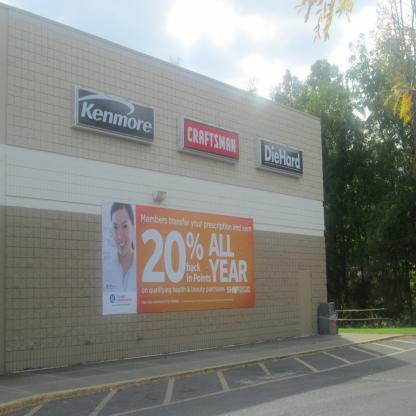 Kenmore
CRAFTSMAN
DieHard
Members transfer your prescription and earn
20% back in Points ALL YEAR
on qualifying health & beauty purchases